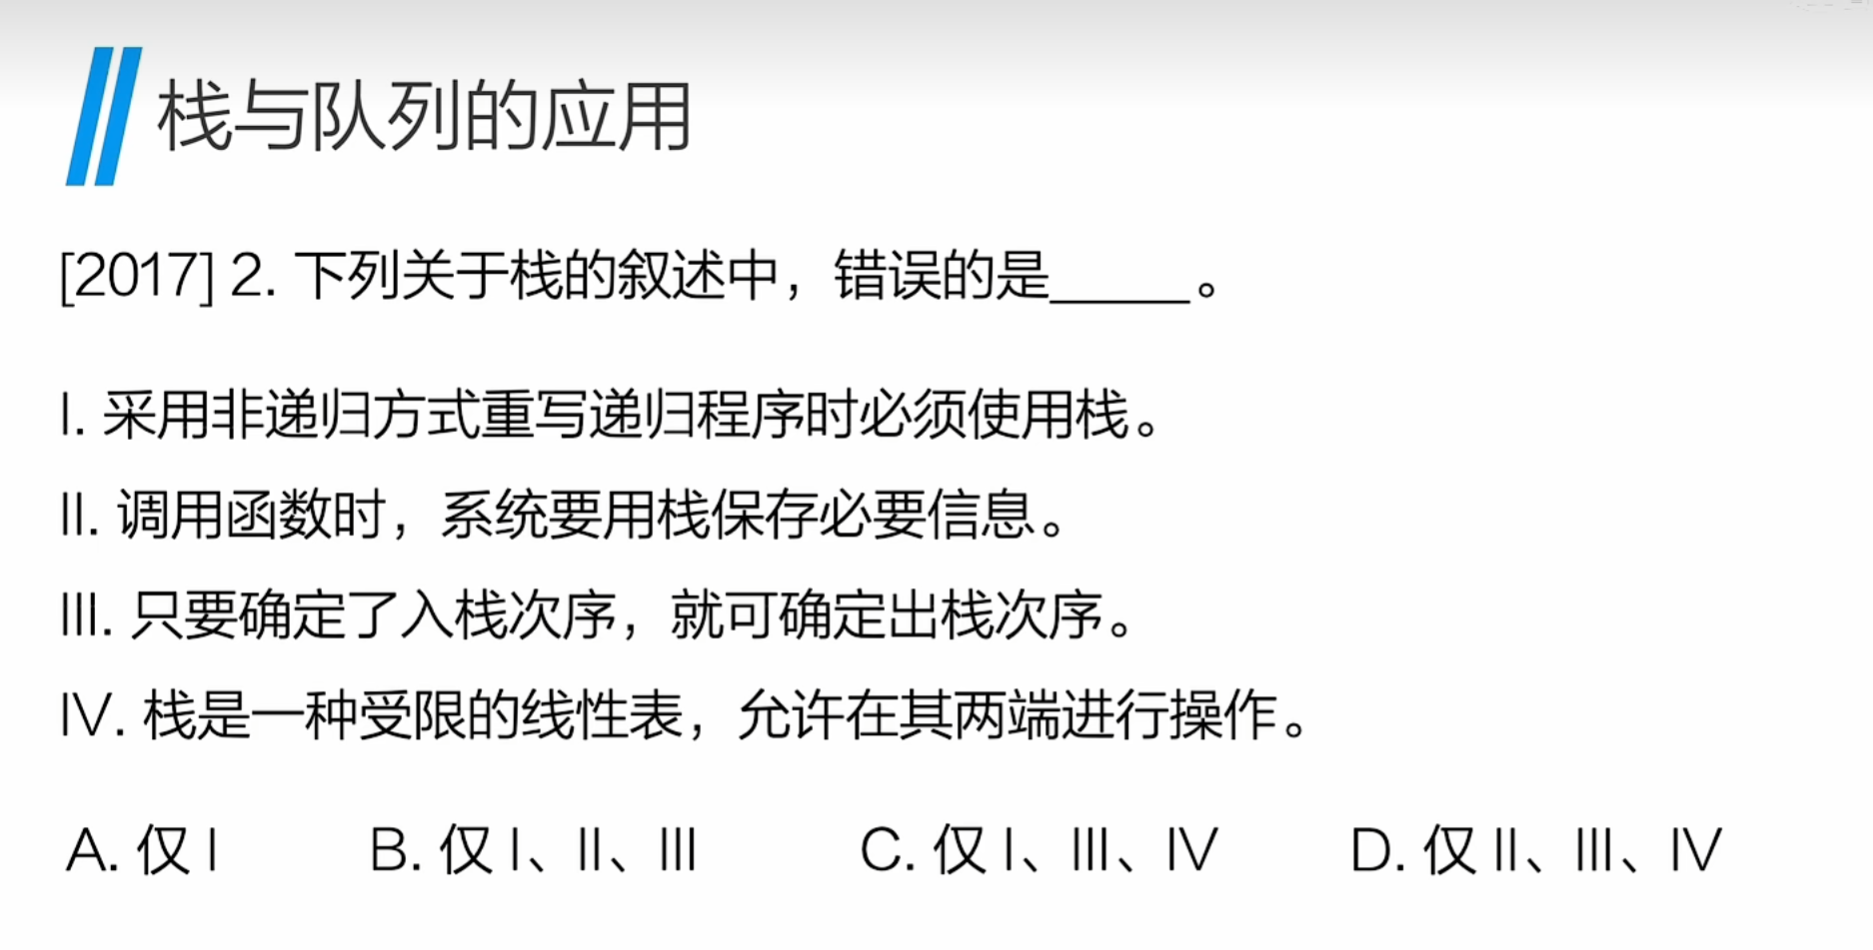 栈与队列的应用
[2017] 2. 下列关于栈的叙述中，错误的是_____。
I. 采用非递归方式重写递归程序时必须使用栈。
II. 调用函数时，系统要用栈保存必要信息。
III. 只要确定了入栈次序，就可确定出栈次序。
IV. 栈是一种受限的线性表，允许在其两端进行操作。
A. 仅 I B. 仅 I、II、III C. 仅 I、III、IV D. 仅 II、III、IV